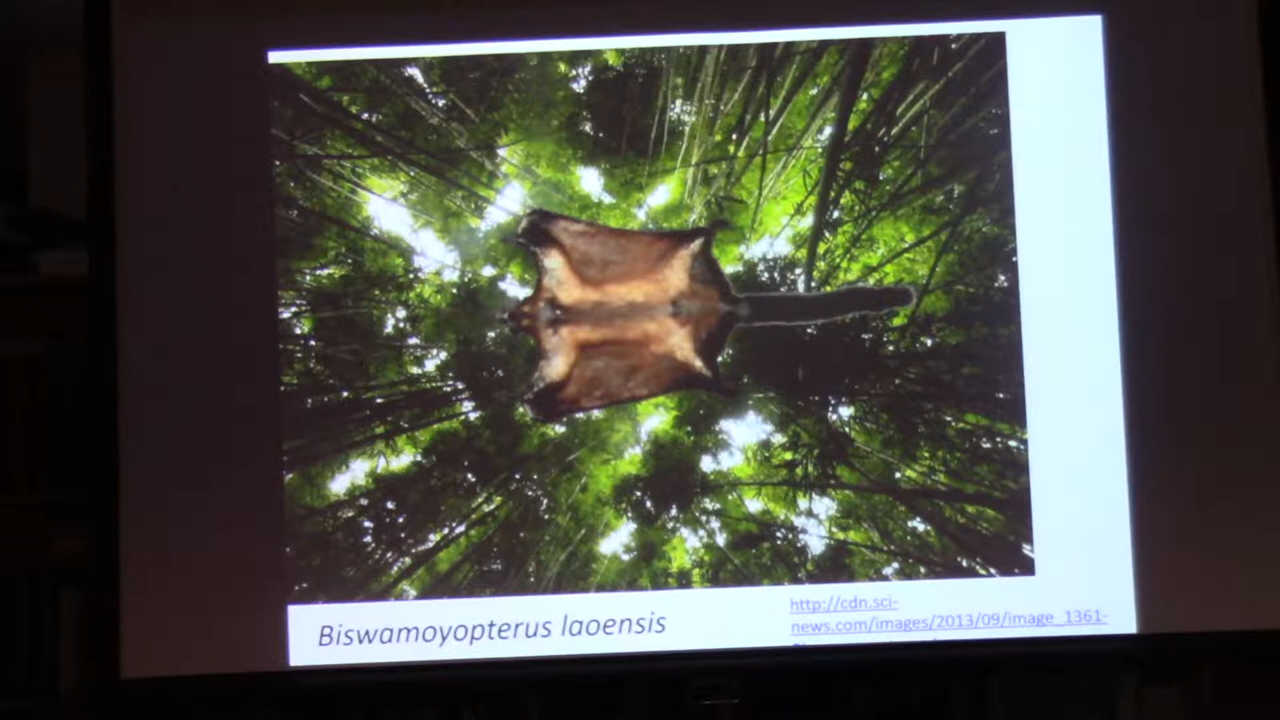 Biswamoyopterus laoensis
http://cdn.sci-
news.com/images/2013/09/image_1361-